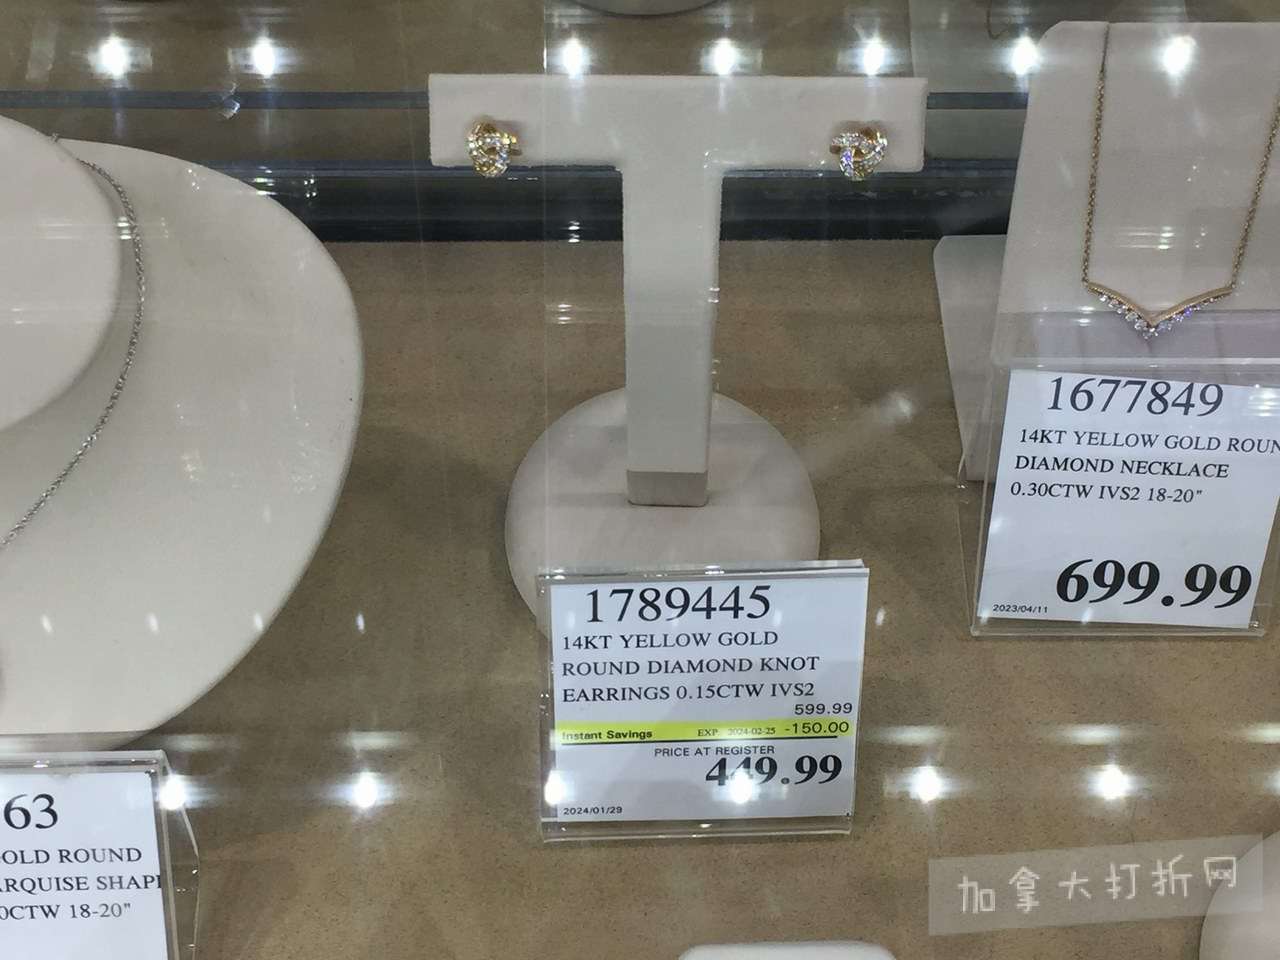 1677849
14KT YELLOW GOLD ROUN
DIAMOND NECKLACE
0.30CTW IVS2 18-20"
699.99
2023/04/11
1789445
14KT YELLOW GOLD
ROUND DIAMOND KNOT
EARRINGS 0.15CTW IVS2
599.99
Instant Savings EXP. 2024-02-25 -150.00
PRICE AT REGISTER
449.99
2024/01/29
63
GOLD ROUND
ARQUISE SHAPE
0CTW 18-20"
加拿大打折网